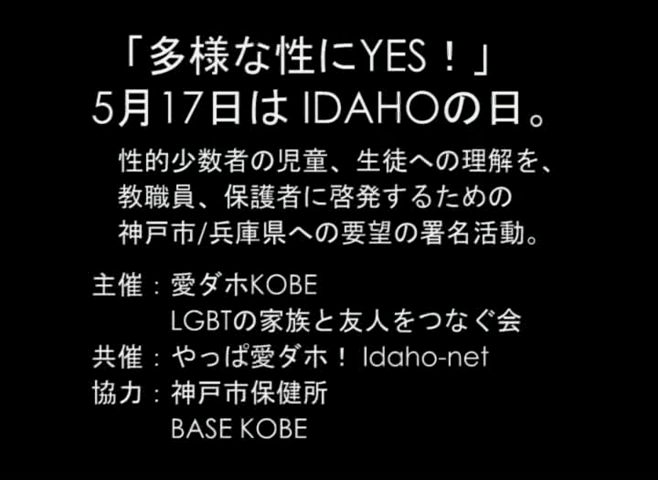 「多様な性にYES！」
5月17日は IDAHOの日。
性的少数者の児童、生徒への理解を、
教職員、保護者に啓発するための
神戸市/兵庫県への要望の署名活動。
主催：愛ダホKOBE
LGBTの家族と友人をつなぐ会
共催：やっぱ愛ダホ！ Idaho-net
協力：神戸市保健所
BASE KOBE